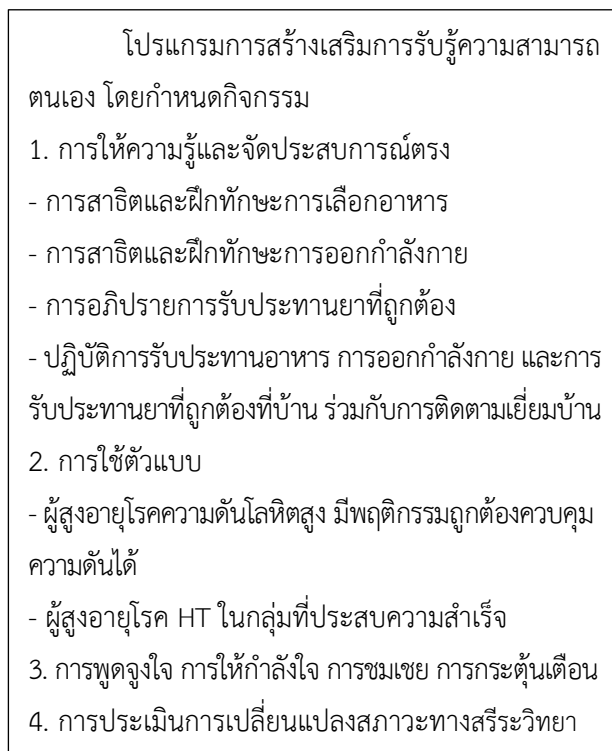 โปรแกรมการสร้างเสริมการรับรู้ความสามารถ
ตนเอง โดยกำหนดกิจกรรม
1. การให้ความรู้และจัดประสบการณ์ตรง
- การสาธิตและฝึกทักษะการเลือกอาหาร
- การสาธิตและฝึกทักษะการออกกำลังกาย
- การอภิปรายการรับประทานยาที่ถูกต้อง
- ปฏิบัติการรับประทานอาหาร การออกกำลังกาย และการ
รับประทานยาที่ถูกต้องที่บ้าน ร่วมกับการติดตามเยี่ยมบ้าน
2. การใช้ตัวแบบ
- ผู้สูงอายุโรคความดันโลหิตสูง มีพฤติกรรมถูกต้องควบคุม
ความดันได้
- ผู้สูงอายุโรค HT ในกลุ่มที่ประสบความสำเร็จ
3. การพูดจูงใจ การให้กำลังใจ การชมเชย การกระตุ้นเตือน
4. การประเมินการเปลี่ยนแปลงสภาวะทางสรีระวิทยา